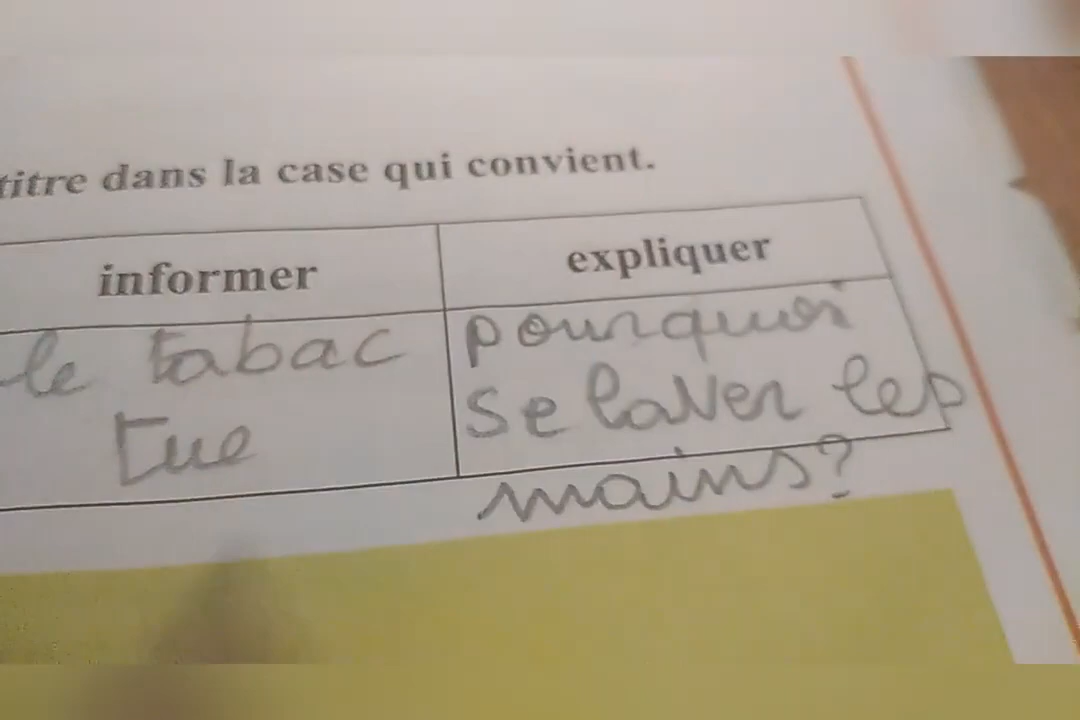 titre dans la case qui convient.
informer expliquer
le tabac pourquoi
tue se laver les
mains?